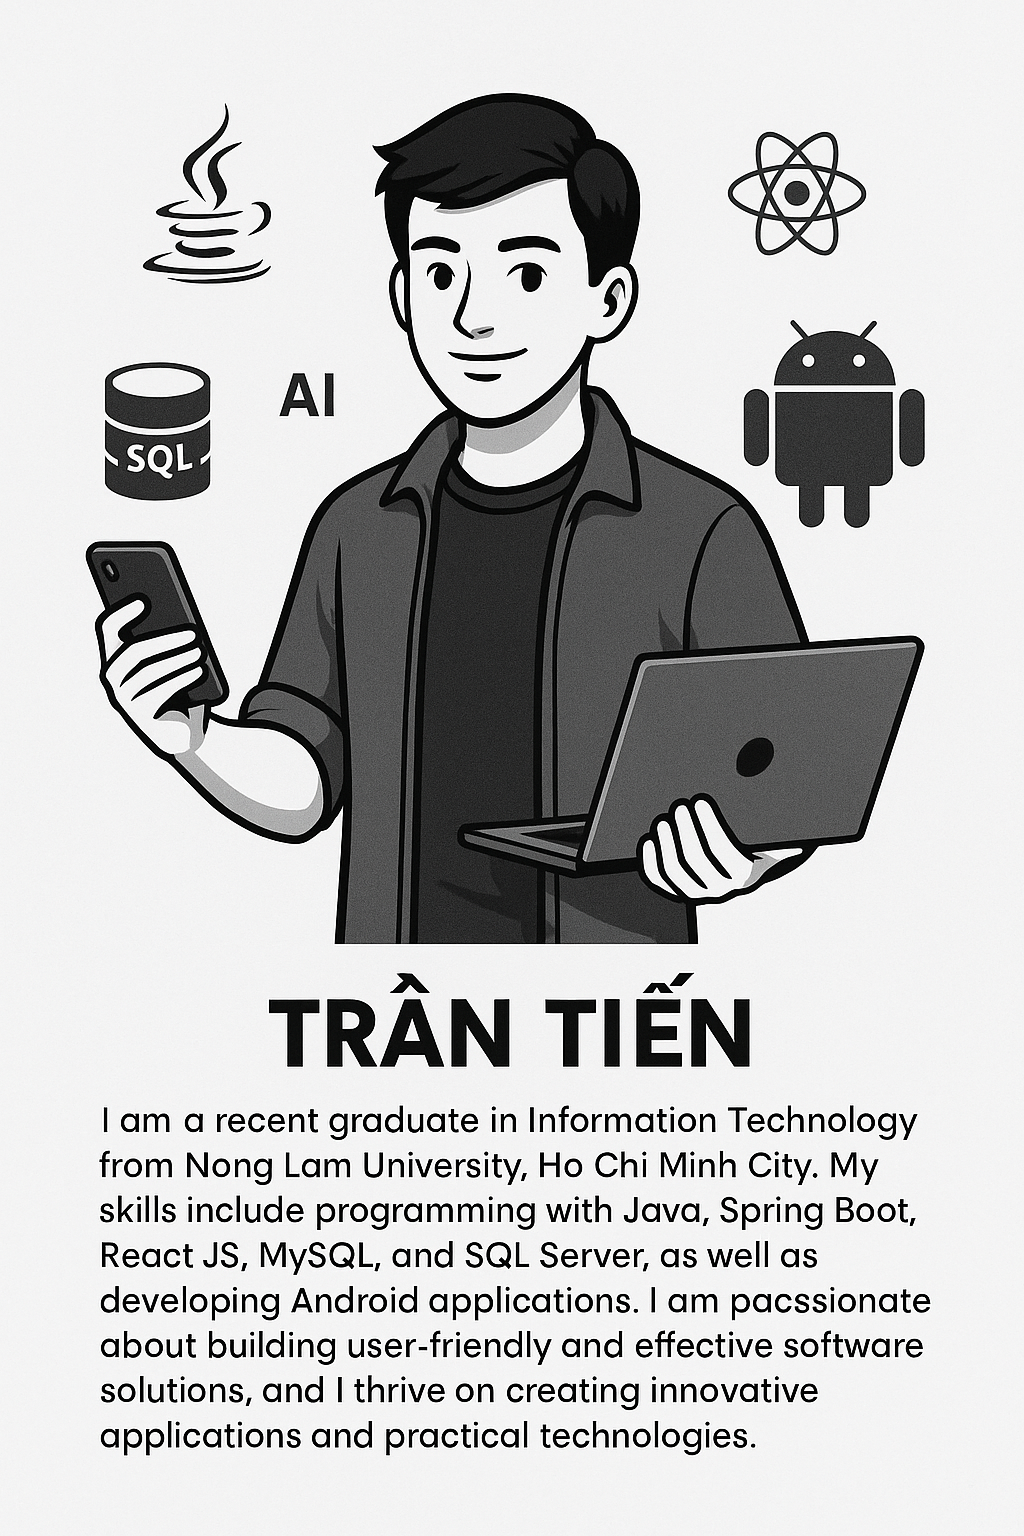 SQL
AI
TRÂN TIẾN
I am a recent graduate in Information Technology
from Nong Lam University, Ho Chi Minh City. My
skills include programming with Java, Spring Boot,
React JS, MySQL, and SQL Server, as well as
developing Android applications. I am pacssionate
about building user-friendly and effective software
solutions, and I thrive on creating innovative
applications and practical technologies.